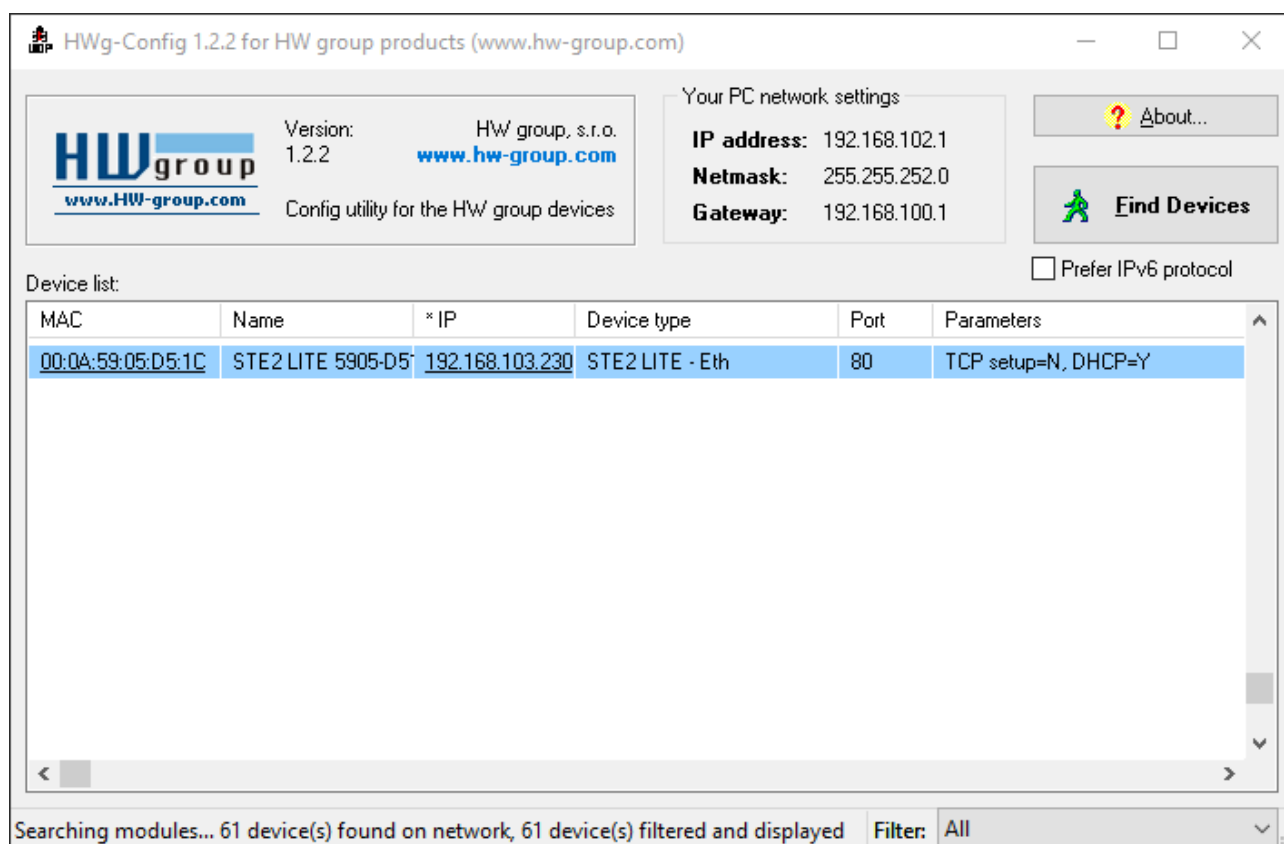 HWg-Config 1.2.2 for HW group products (www.hw-group.com)
HW group
www.HW-group.com
Version: HW group, s.r.o.
1.2.2 www.hw-group.com
Config utility for the HW group devices
Your PC network settings
IP address: 192.168.102.1
Netmask: 255.255.252.0
Gateway: 192.168.100.1
? About...
Find Devices
Prefer IPv6 protocol
Device list:
MAC Name * IP Device type Port Parameters
00:0A:59:05:D5:1C STE2 LITE 5905-D5 192.168.103.230 STE2 LITE - Eth 80 TCP setup=N, DHCP=Y
Searching modules... 61 device(s) found on network, 61 device(s) filtered and displayed Filter: All